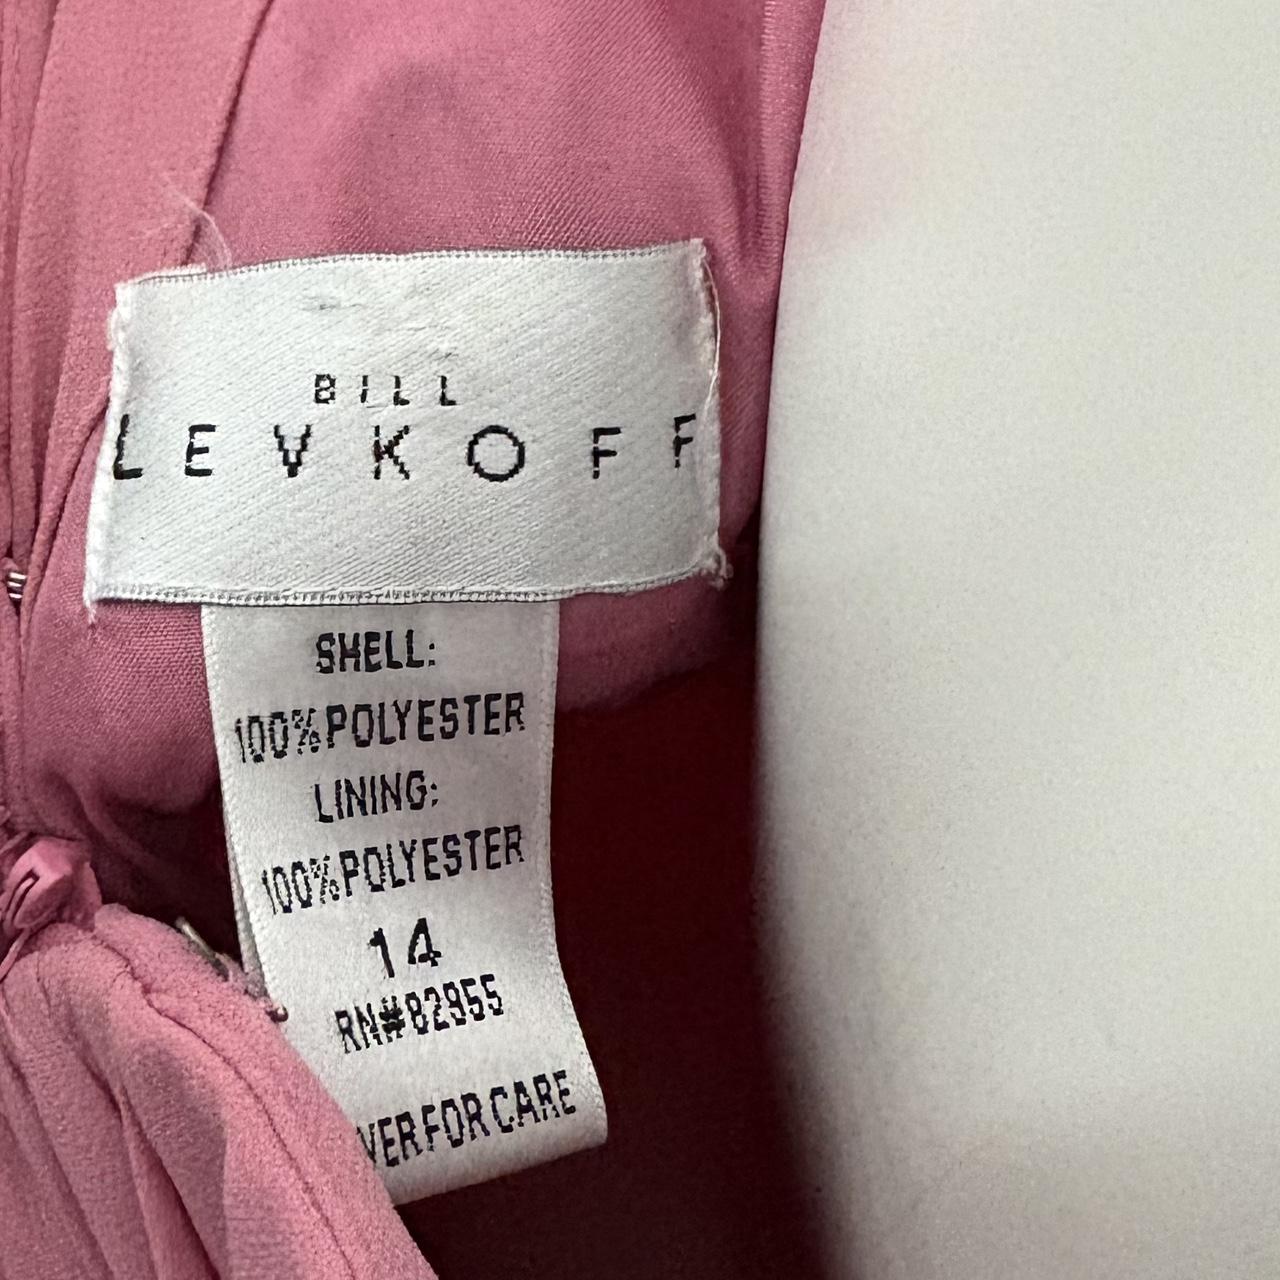 BILL
LEVKOFF
SHELL:
100% POLYESTER
LINING:
100% POLYESTER
14
RN#82955
VER FOR CARE